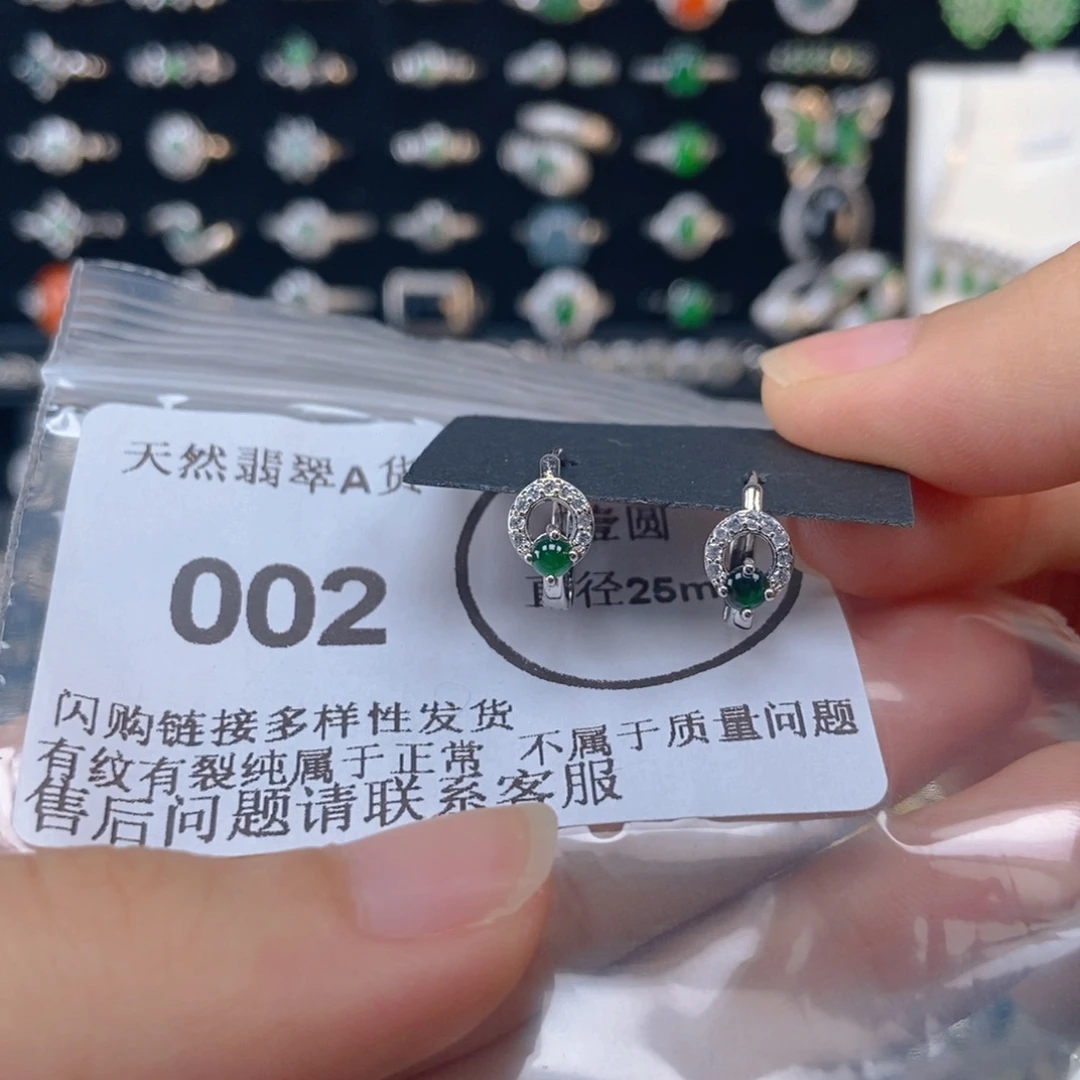 天然翡翠A货
002
壹圆
直径25m
闪购链接多样性发货
有纹有裂纯属于正常 不属于质量问题
售后问题请联系客服